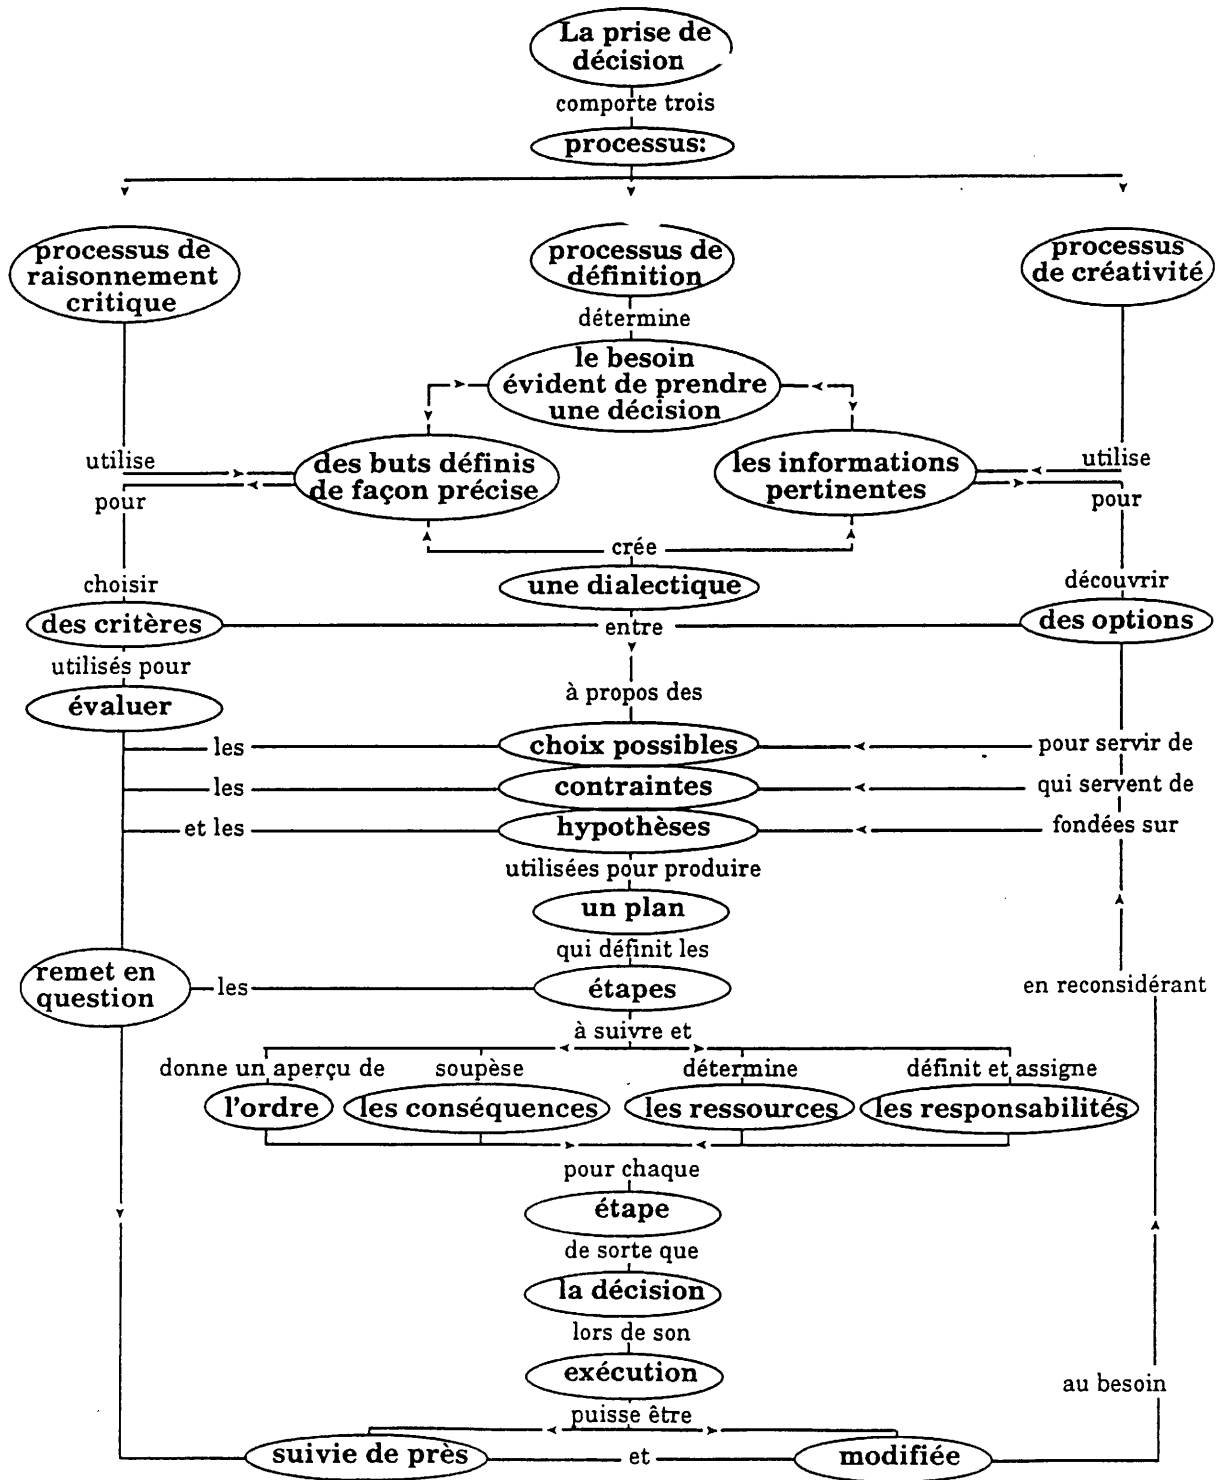 La prise de
décision
comporte trois
processus:
processus de
raisonnement
critique
processus de
définition
processus
de créativité
détermine
le besoin
évident de prendre
une décision
utilise
des buts définis
de façon précise
les informations
pertinentes
utilise
pour
pour
crée
choisir
une dialectique
découvrir
des critères
entre
des options
utilisés pour
à propos des
évaluer
les
choix possibles
pour servir de
les
contraintes
qui servent de
et les
hypothèses
fondées sur
utilisées pour produire
un plan
qui définit les
remet en
question
les
étapes
en reconsidérant
à suivre et
donne un aperçu de
soupèse
détermine
définit et assigne
l'ordre
les conséquences
les ressources
les responsabilités
pour chaque
étape
de sorte que
la décision
lors de son
exécution
au besoin
puisse être
suivie de près
et
modifiée